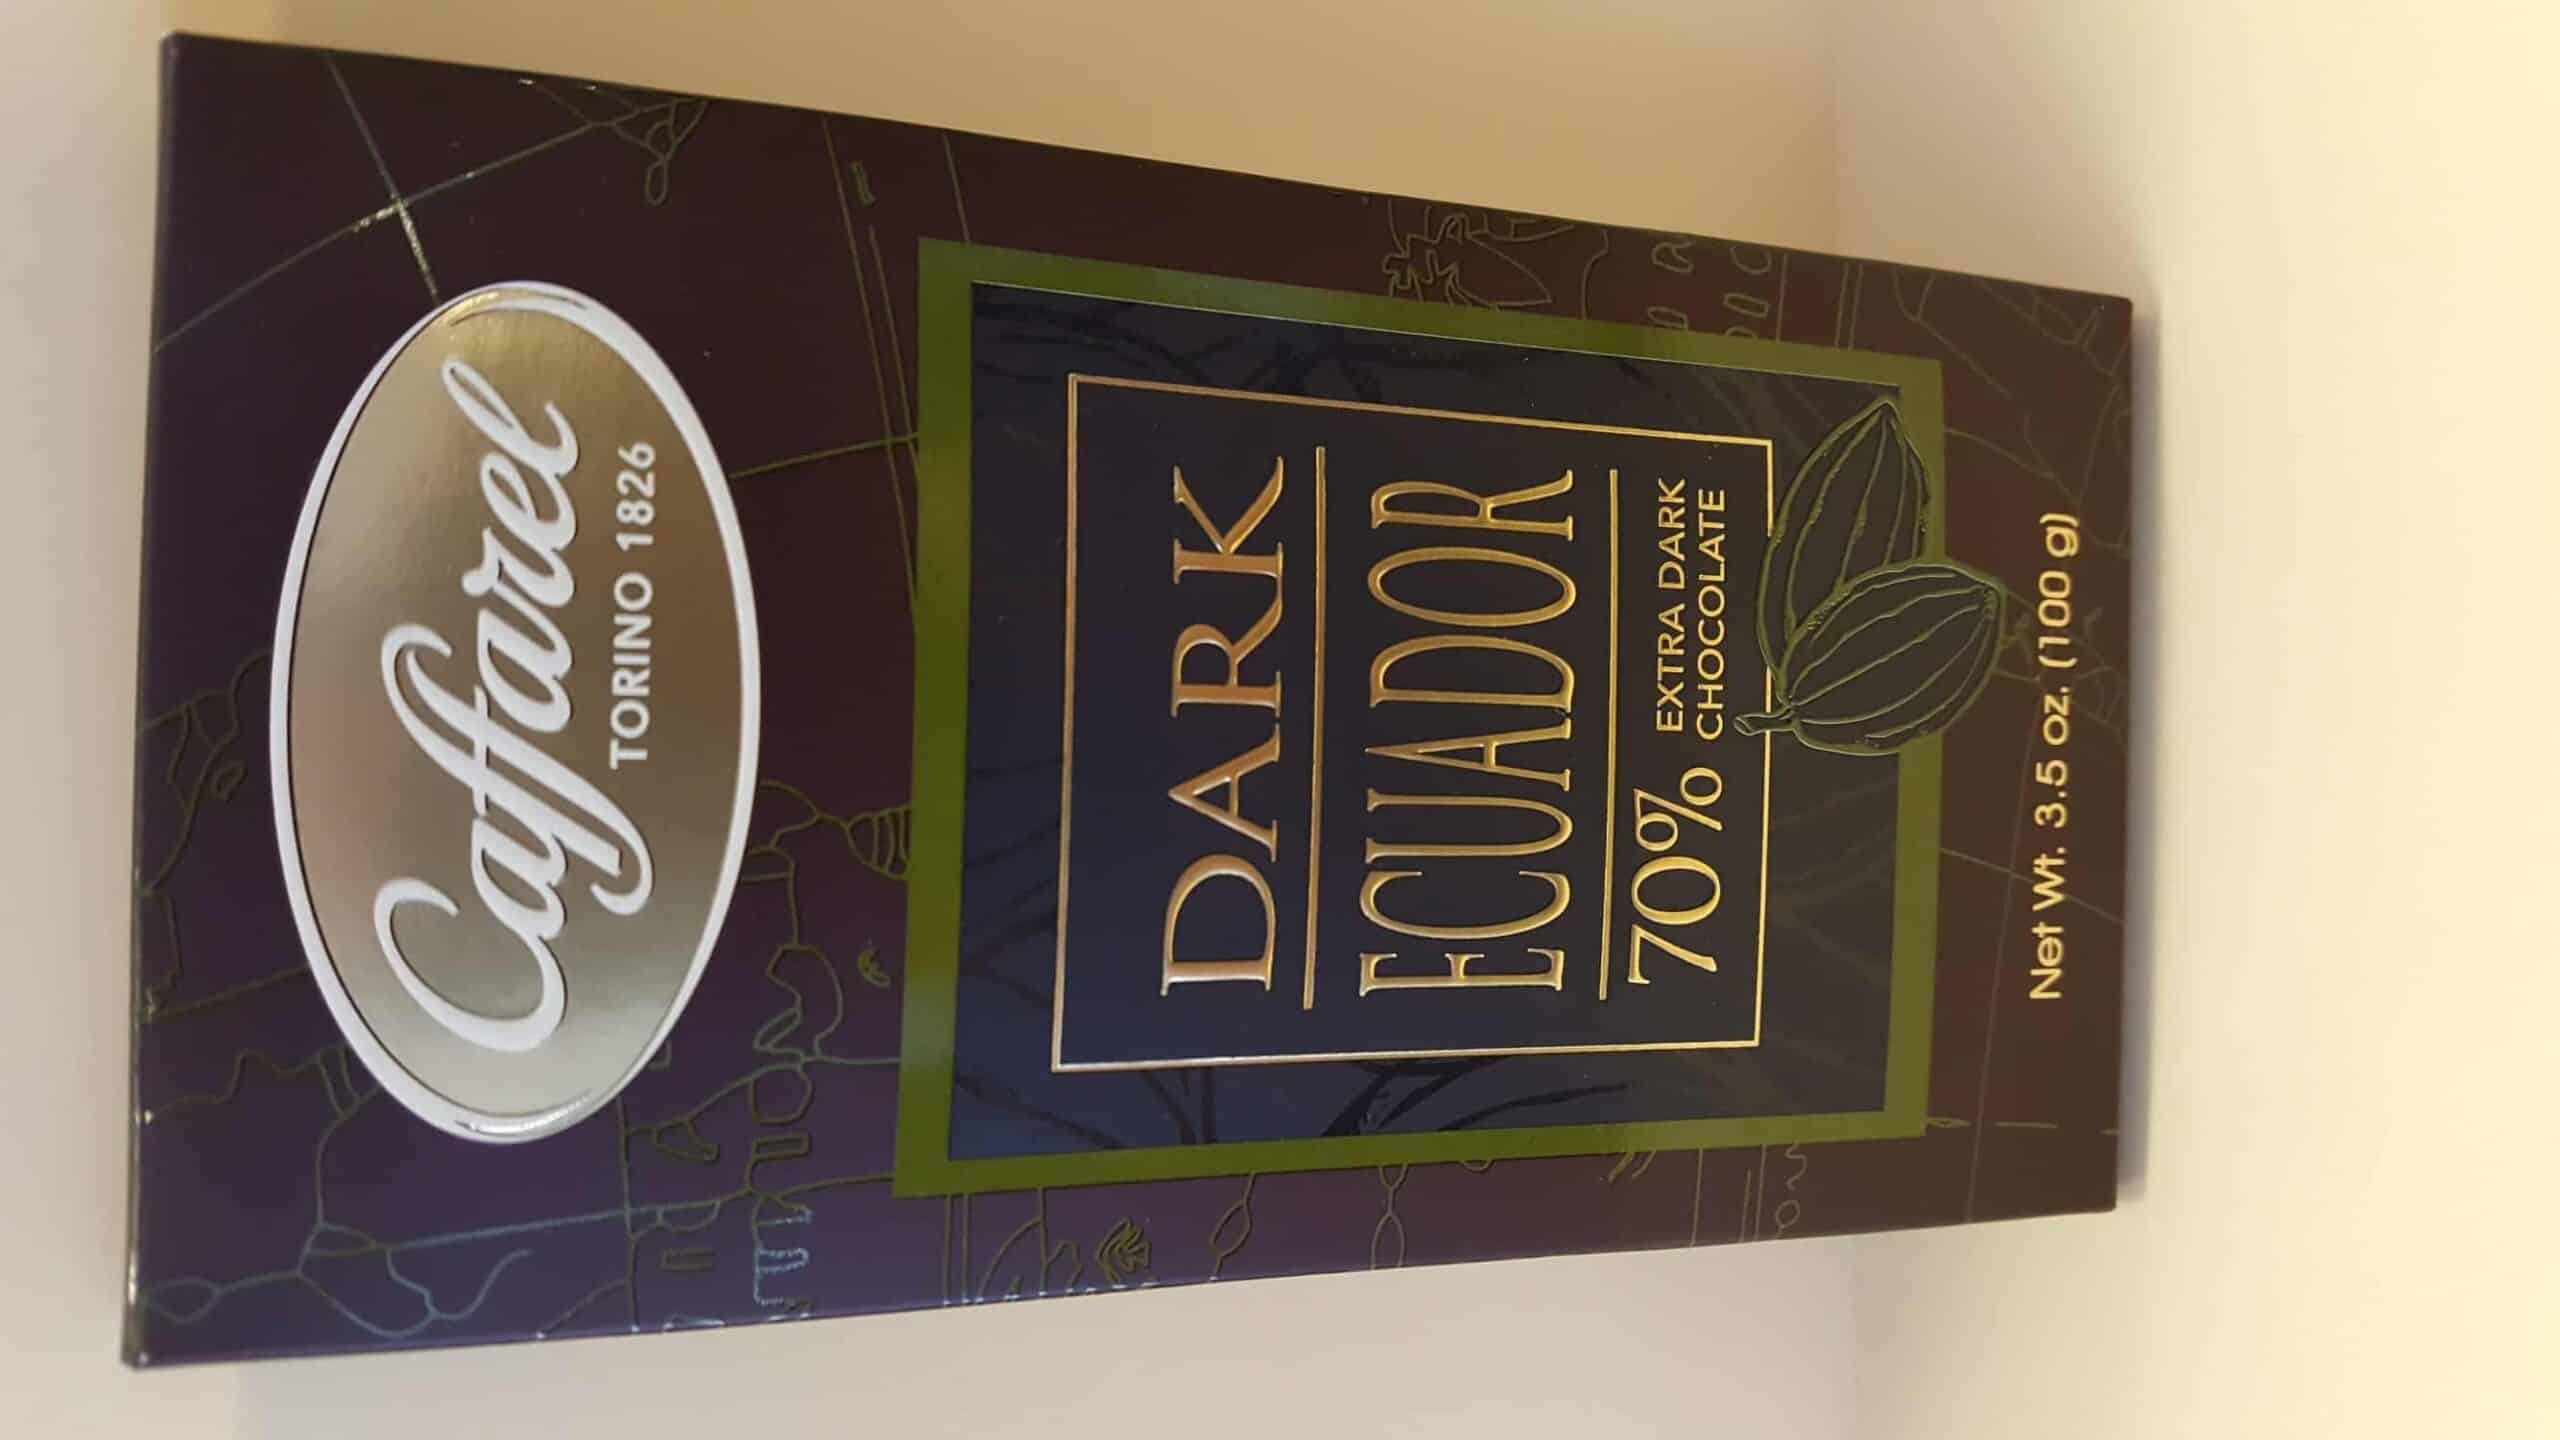 Caffarel
TORINO 1826
DARK
ECUADOR
70% EXTRA DARK
CHOCOLATE
Net Wt. 3.5 oz. (100 g)